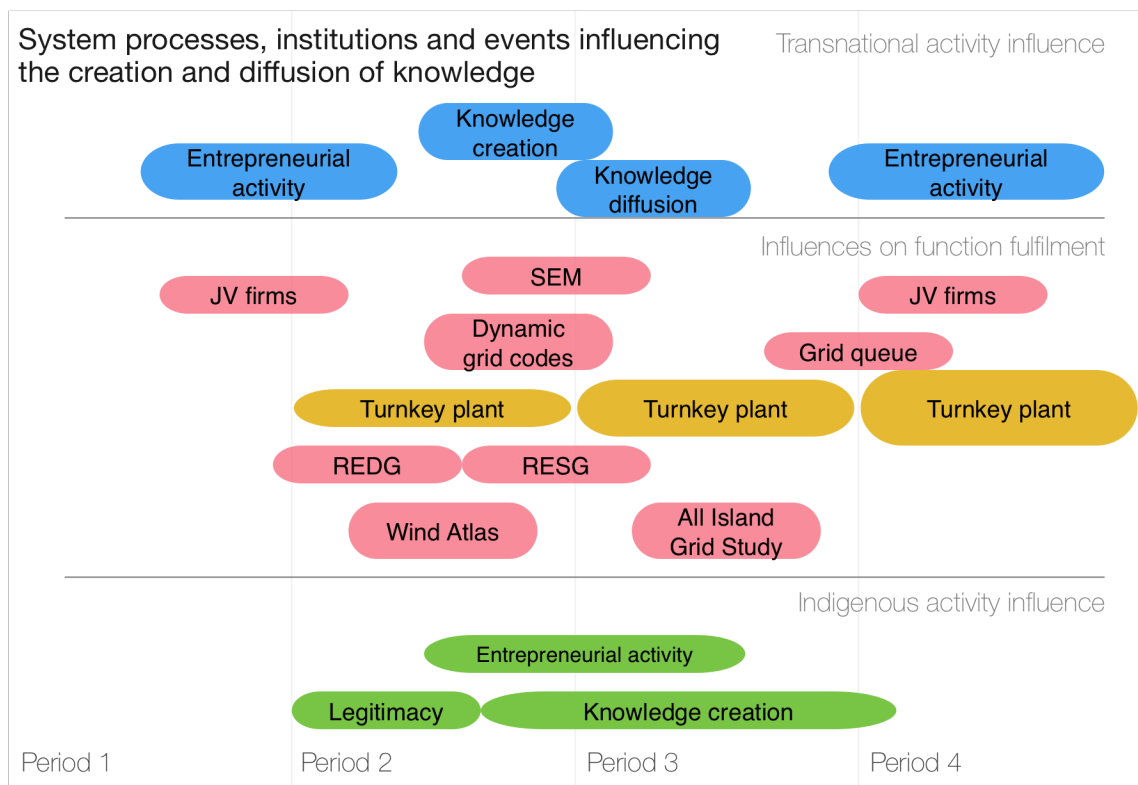 System processes, institutions and events influencing
the creation and diffusion of knowledge
Transnational activity influence
Knowledge
creation
Entrepreneurial
activity
Knowledge
diffusion
Entrepreneurial
activity
Influences on function fulfilment
SEM
JV firms
JV firms
Dynamic
grid codes
Grid queue
Turnkey plant
Turnkey plant
Turnkey plant
REDG
RESG
Wind Atlas
All Island
Grid Study
Indigenous activity influence
Entrepreneurial activity
Legitimacy
Knowledge creation
Period 1
Period 2
Period 3
Period 4